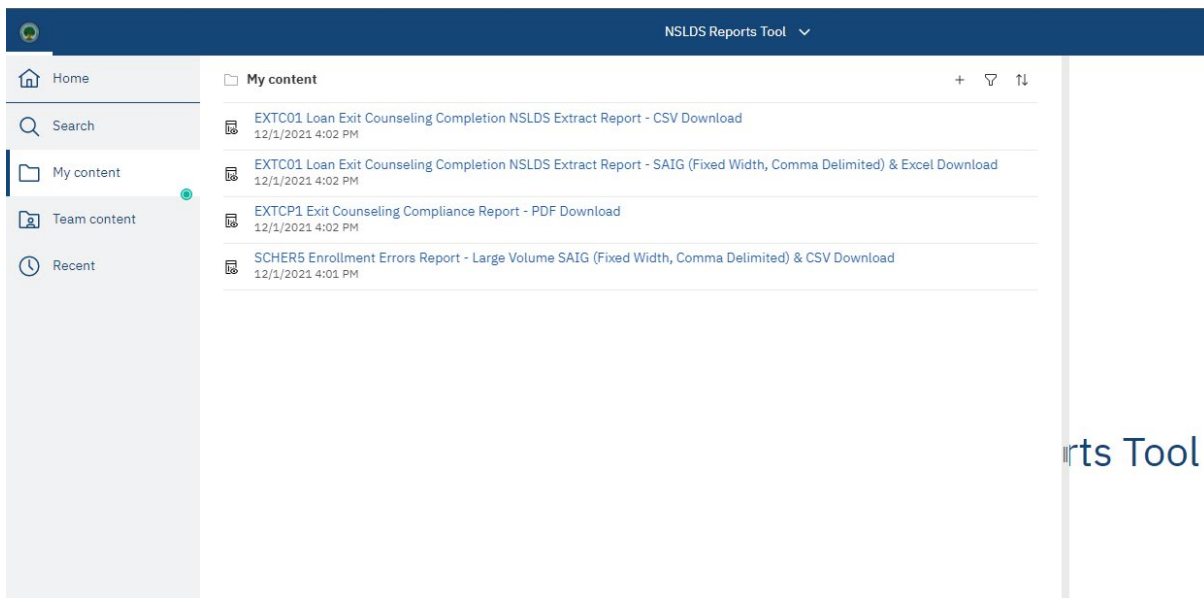 NSLDS Reports Tool
Home
Search
My content
Team content
Recent
My content
EXTC01 Loan Exit Counseling Completion NSLDS Extract Report - CSV Download
12/1/2021 4:02 PM
EXTC01 Loan Exit Counseling Completion NSLDS Extract Report - SAIG (Fixed Width, Comma Delimited) & Excel Download
12/1/2021 4:02 PM
EXTCP1 Exit Counseling Compliance Report - PDF Download
12/1/2021 4:02 PM
SCHER5 Enrollment Errors Report - Large Volume SAIG (Fixed Width, Comma Delimited) & CSV Download
12/1/2021 4:01 PM
rts Tool